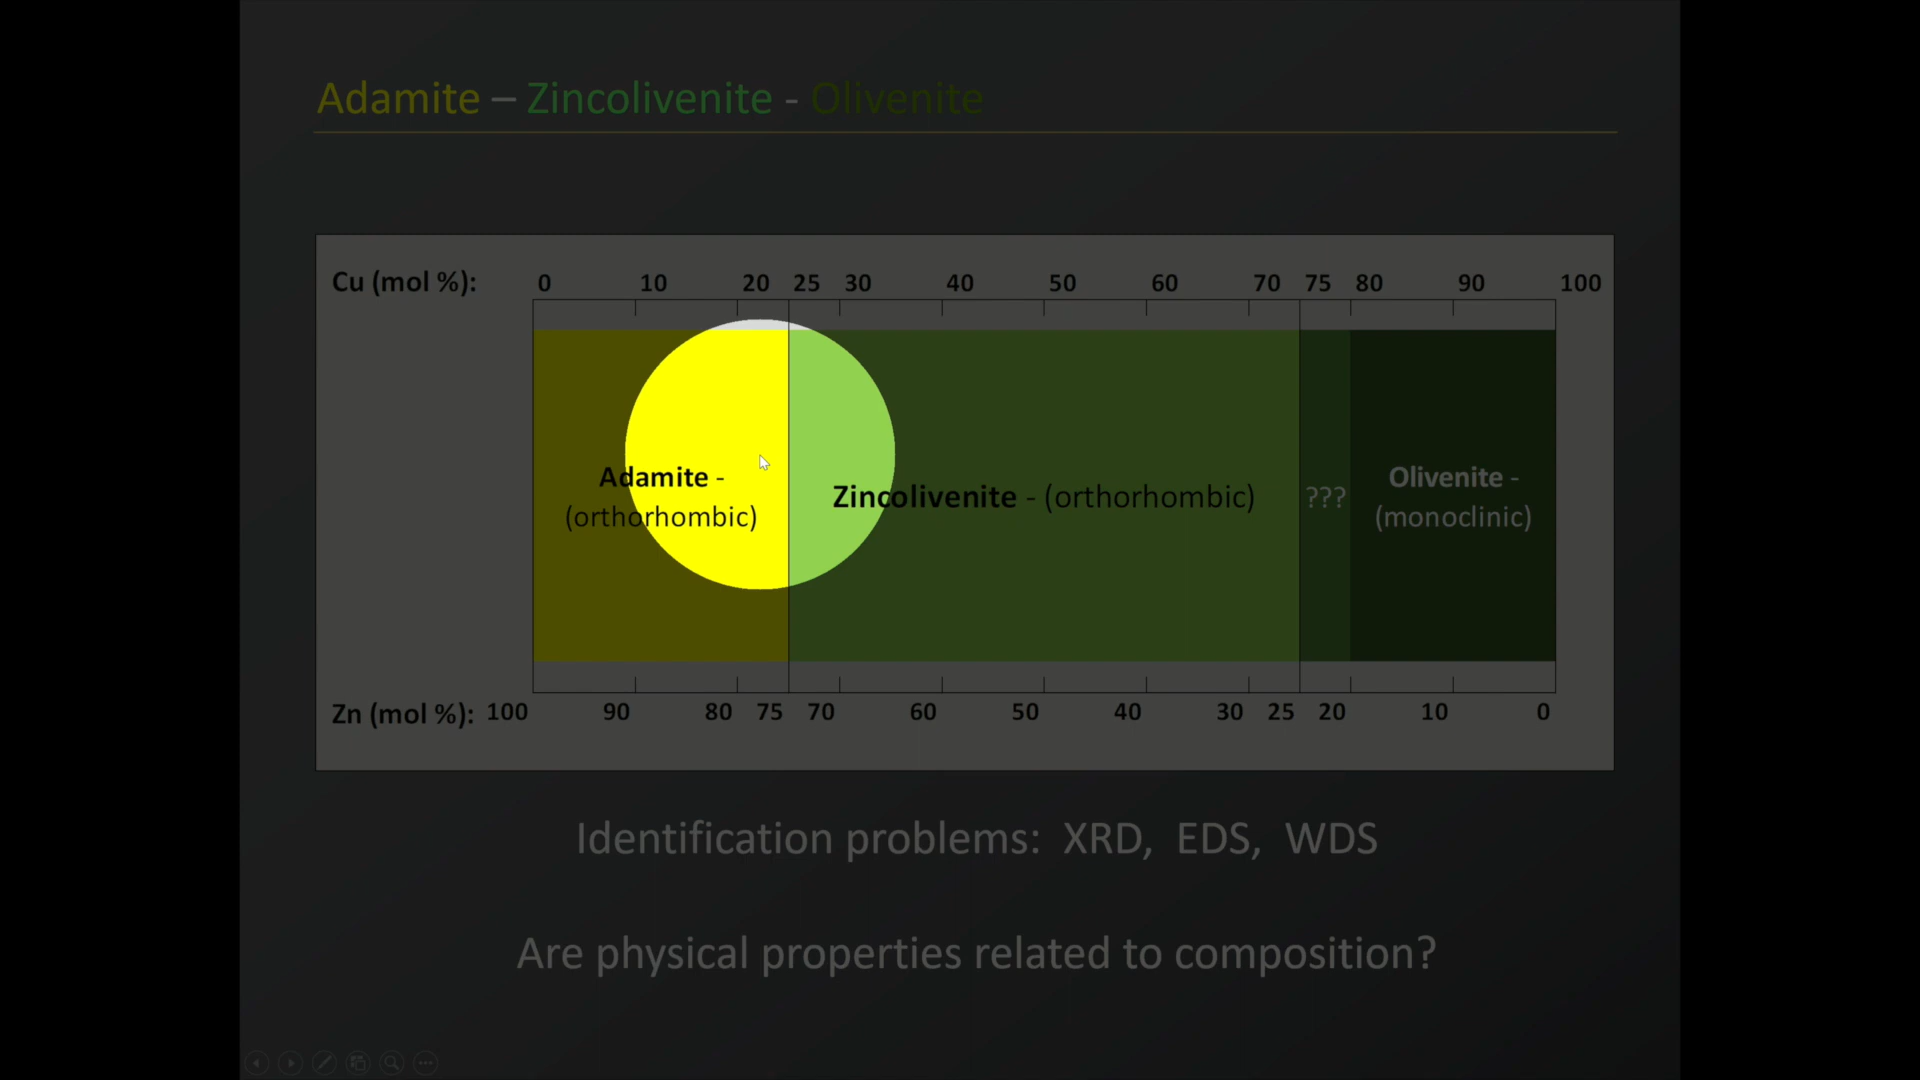 Adamite – Zincolivenite - Olivenite
Cu (mol %): 0 10 20 25 30 40 50 60 70 75 80 90 100
Adamite -
(orthorhombic)
Zincolivenite - (orthorhombic)
???
Olivenite -
(monoclinic)
Zn (mol %): 100 90 80 75 70 60 50 40 30 25 20 10 0
Identification problems: XRD, EDS, WDS
Are physical properties related to composition?